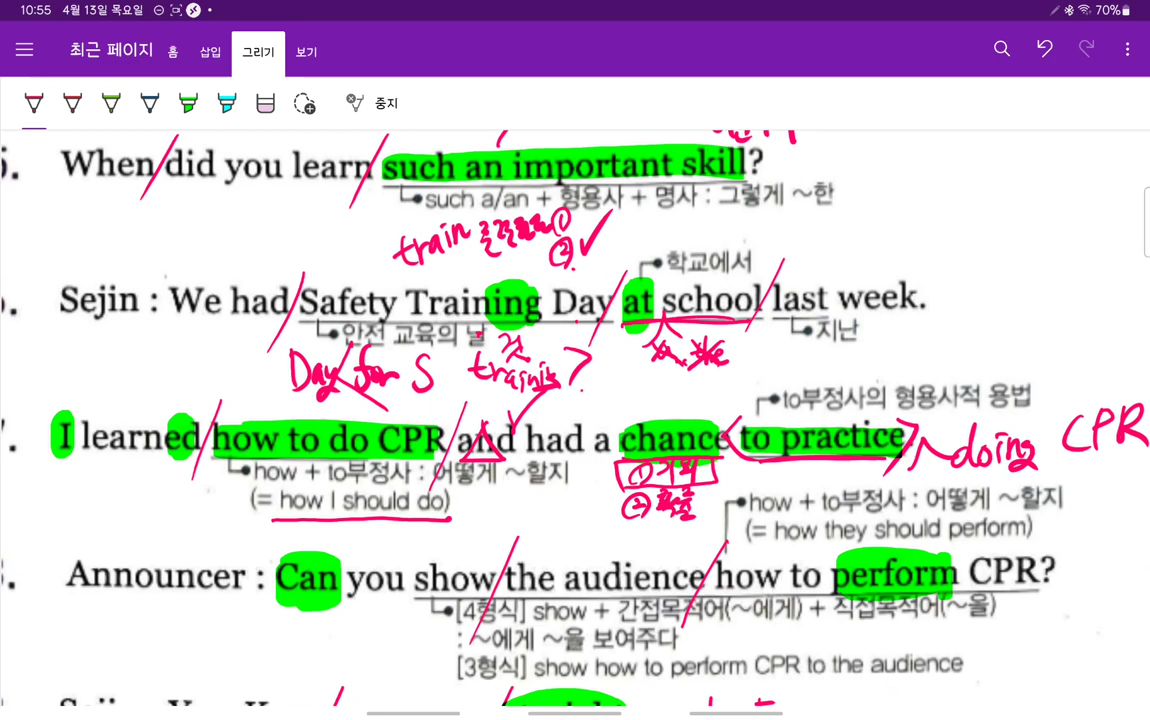 10:55 4월 13일 목요일 70%
최근 페이지 홈 삽입 그리기 보기
중지
5. When did you learn such an important skill?
such a/an + 형용사 + 명사 : 그렇게 ~한
train ①
② ✓
학교에서
Sejin : We had Safety Training Day at school last week.
안전 교육의 날
지난
Day for S 것 training ?
to부정사의 형용사적 용법
7. I learned how to do CPR and had a chance to practice doing CPR
how + to부정사 : 어떻게 ~할지
① 기회
(= how I should do)
② 확률
how + to부정사 : 어떻게 ~할지
(= how they should perform)
Announcer : Can you show the audience how to perform CPR?
[4형식] show + 간접목적어(~에게) + 직접목적어(~을)
: ~에게 ~을 보여주다
[3형식] show how to perform CPR to the audience